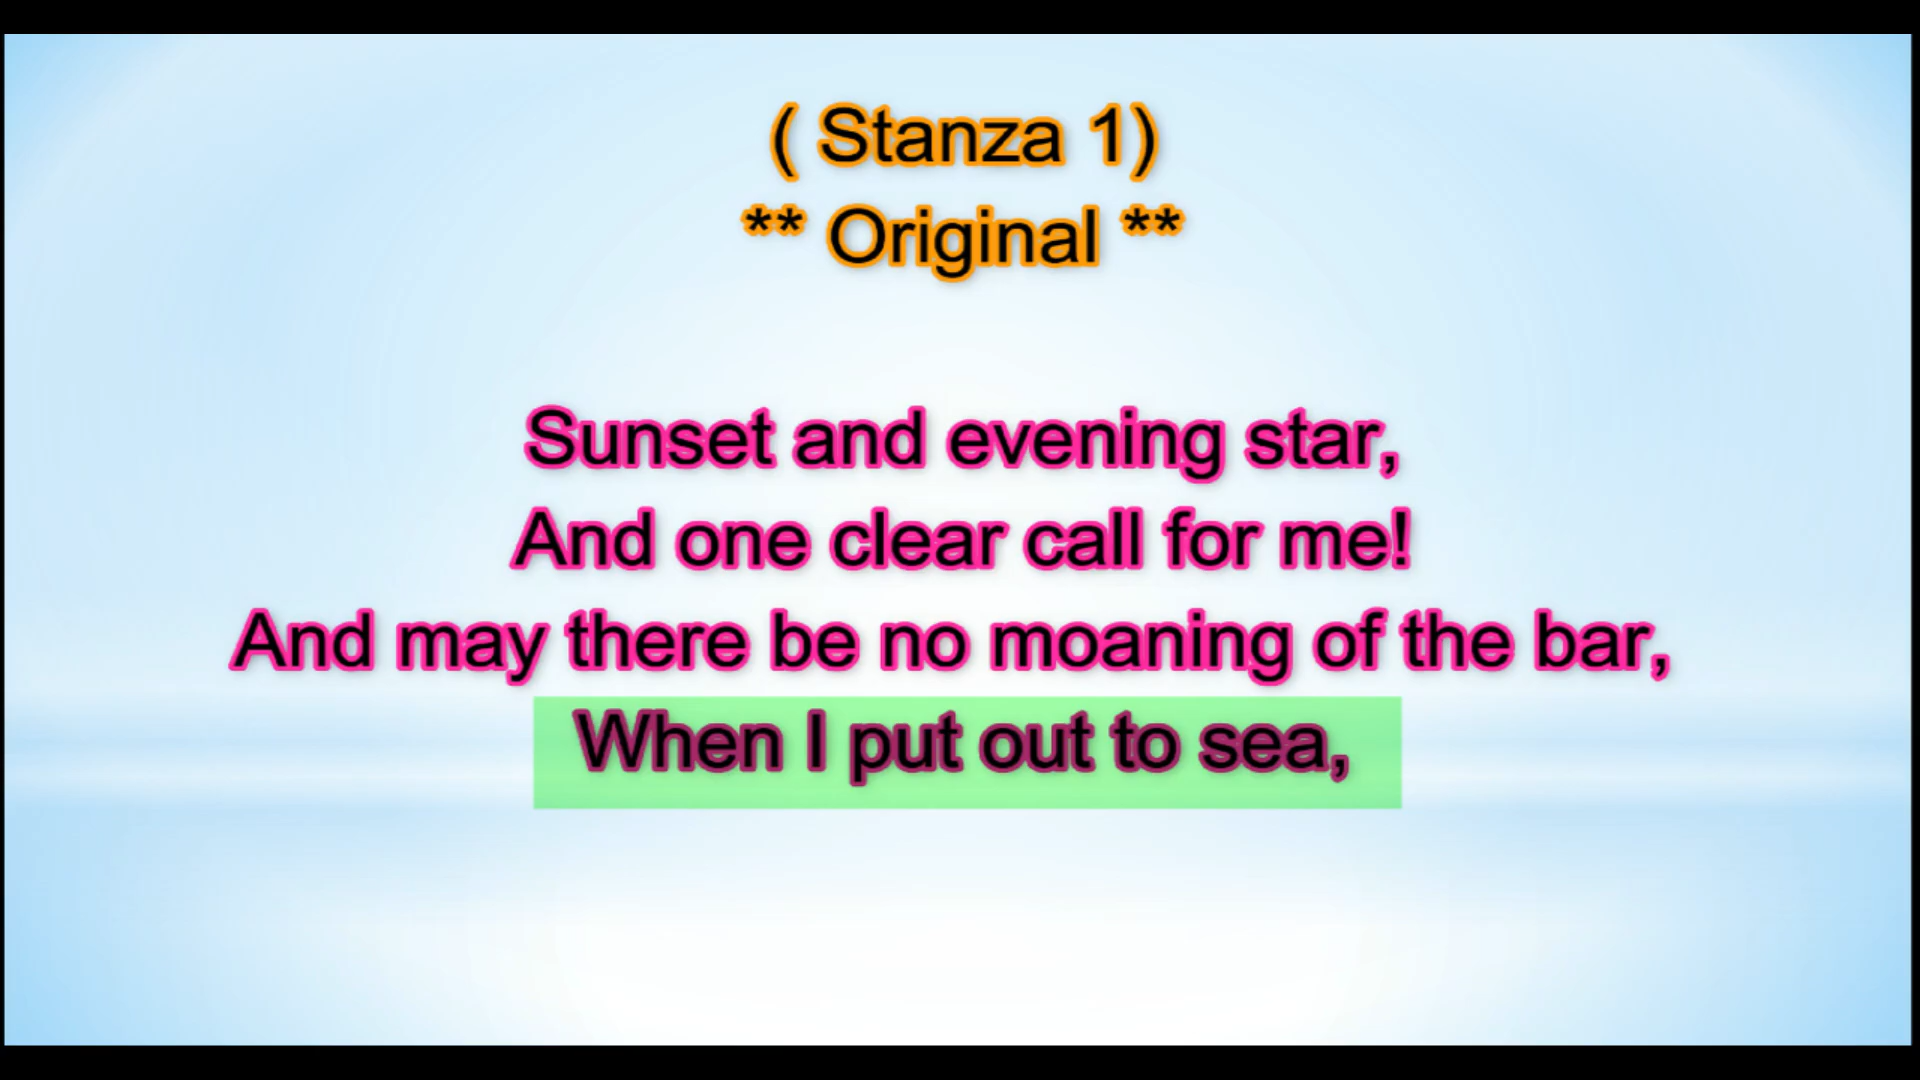 ( Stanza 1)
** Original **
Sunset and evening star,
And one clear call for me!
And may there be no moaning of the bar,
When I put out to sea,